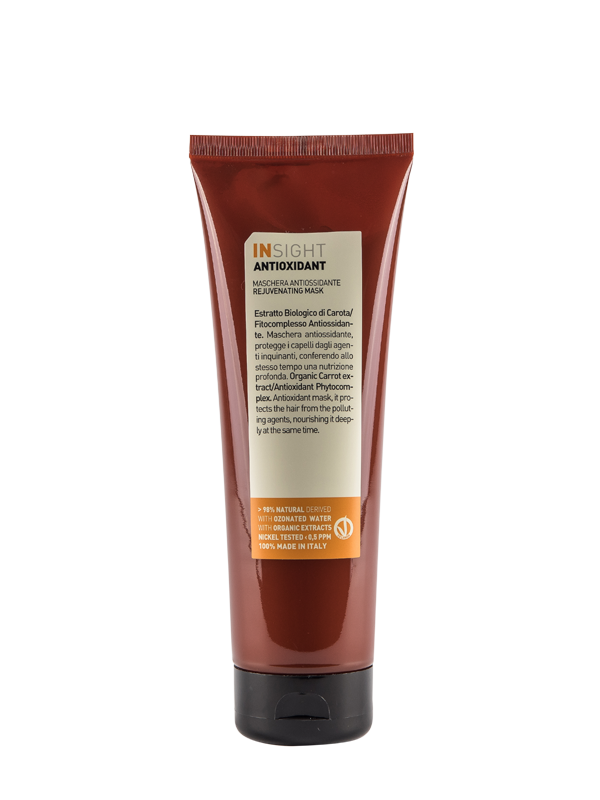 INSIGHT
ANTIOXIDANT
MASCHERA ANTIOSSIDANTE
REJUVENATING MASK
Estratto Biologico di Carota/
Fitocomplesso Antiossidan-
te. Maschera antiossidante,
protegge i capelli dagli agen-
ti inquinanti, conferendo allo
stesso tempo una nutrizione
profonda. Organic Carrot ex-
tract/Antioxidant Phytocom-
plex. Antioxidant mask, it pro-
tects the hair from the pollut-
ing agents, nourishing it deep-
ly at the same time.
> 98% NATURAL DERIVED
WITH OZONATED WATER
WITH ORGANIC EXTRACTS
NICKEL TESTED < 0,5 PPM
100% MADE IN ITALY